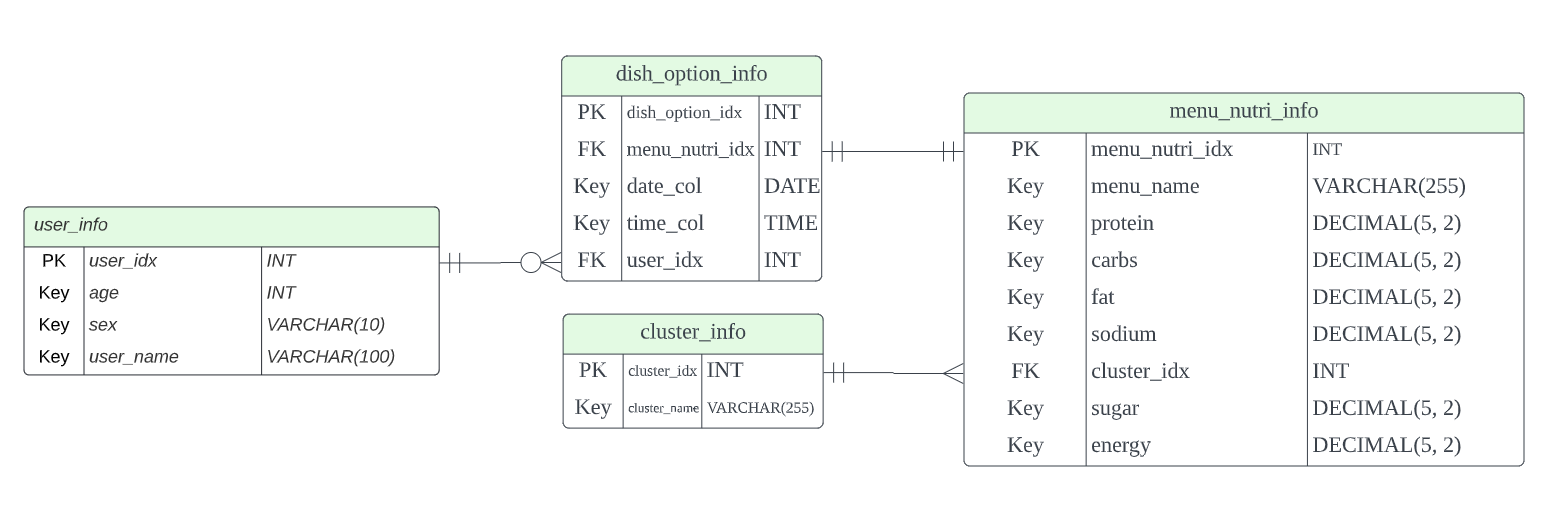 dish_option_info
PK dish_option_idx INT
FK menu_nutri_idx INT
Key date_col DATE
Key time_col TIME
FK user_idx INT
menu_nutri_info
PK menu_nutri_idx INT
Key menu_name VARCHAR(255)
Key protein DECIMAL(5, 2)
Key carbs DECIMAL(5, 2)
Key fat DECIMAL(5, 2)
Key sodium DECIMAL(5, 2)
FK cluster_idx INT
Key sugar DECIMAL(5, 2)
Key energy DECIMAL(5, 2)
user_info
PK user_idx INT
Key age INT
Key sex VARCHAR(10)
Key user_name VARCHAR(100)
cluster_info
PK cluster_idx INT
Key cluster_name VARCHAR(255)